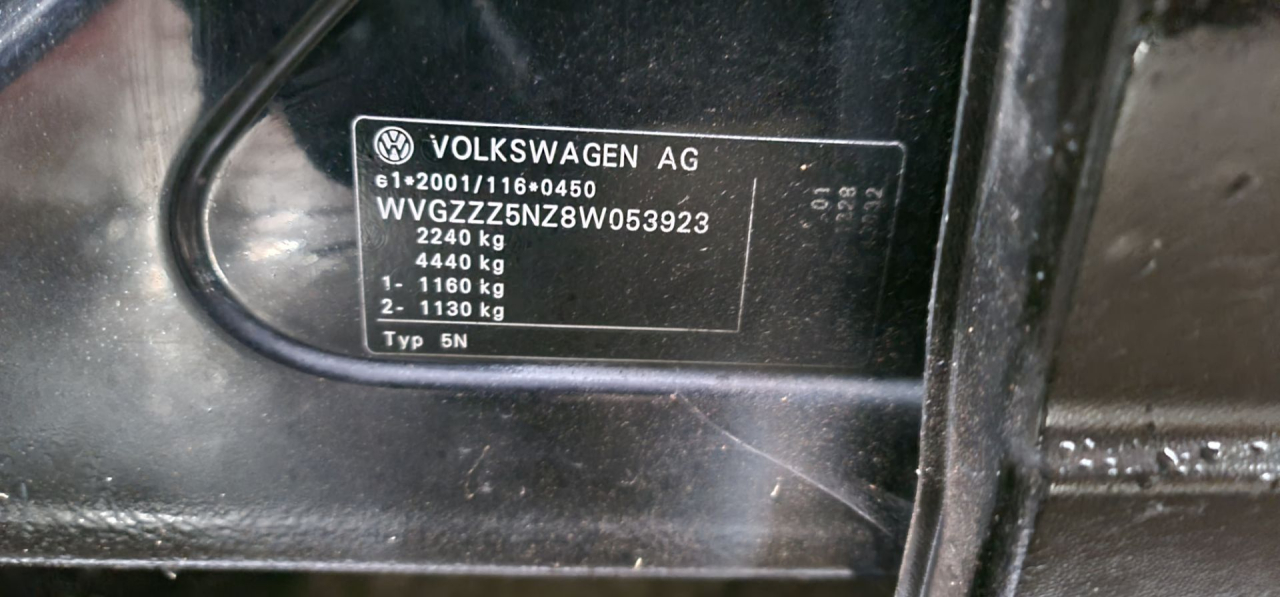 VOLKSWAGEN AG
e1*2001/116*0450
WVGZZZ5NZ8W053923
2240 kg
4440 kg
1- 1160 kg
2- 1130 kg
Typ 5N
01